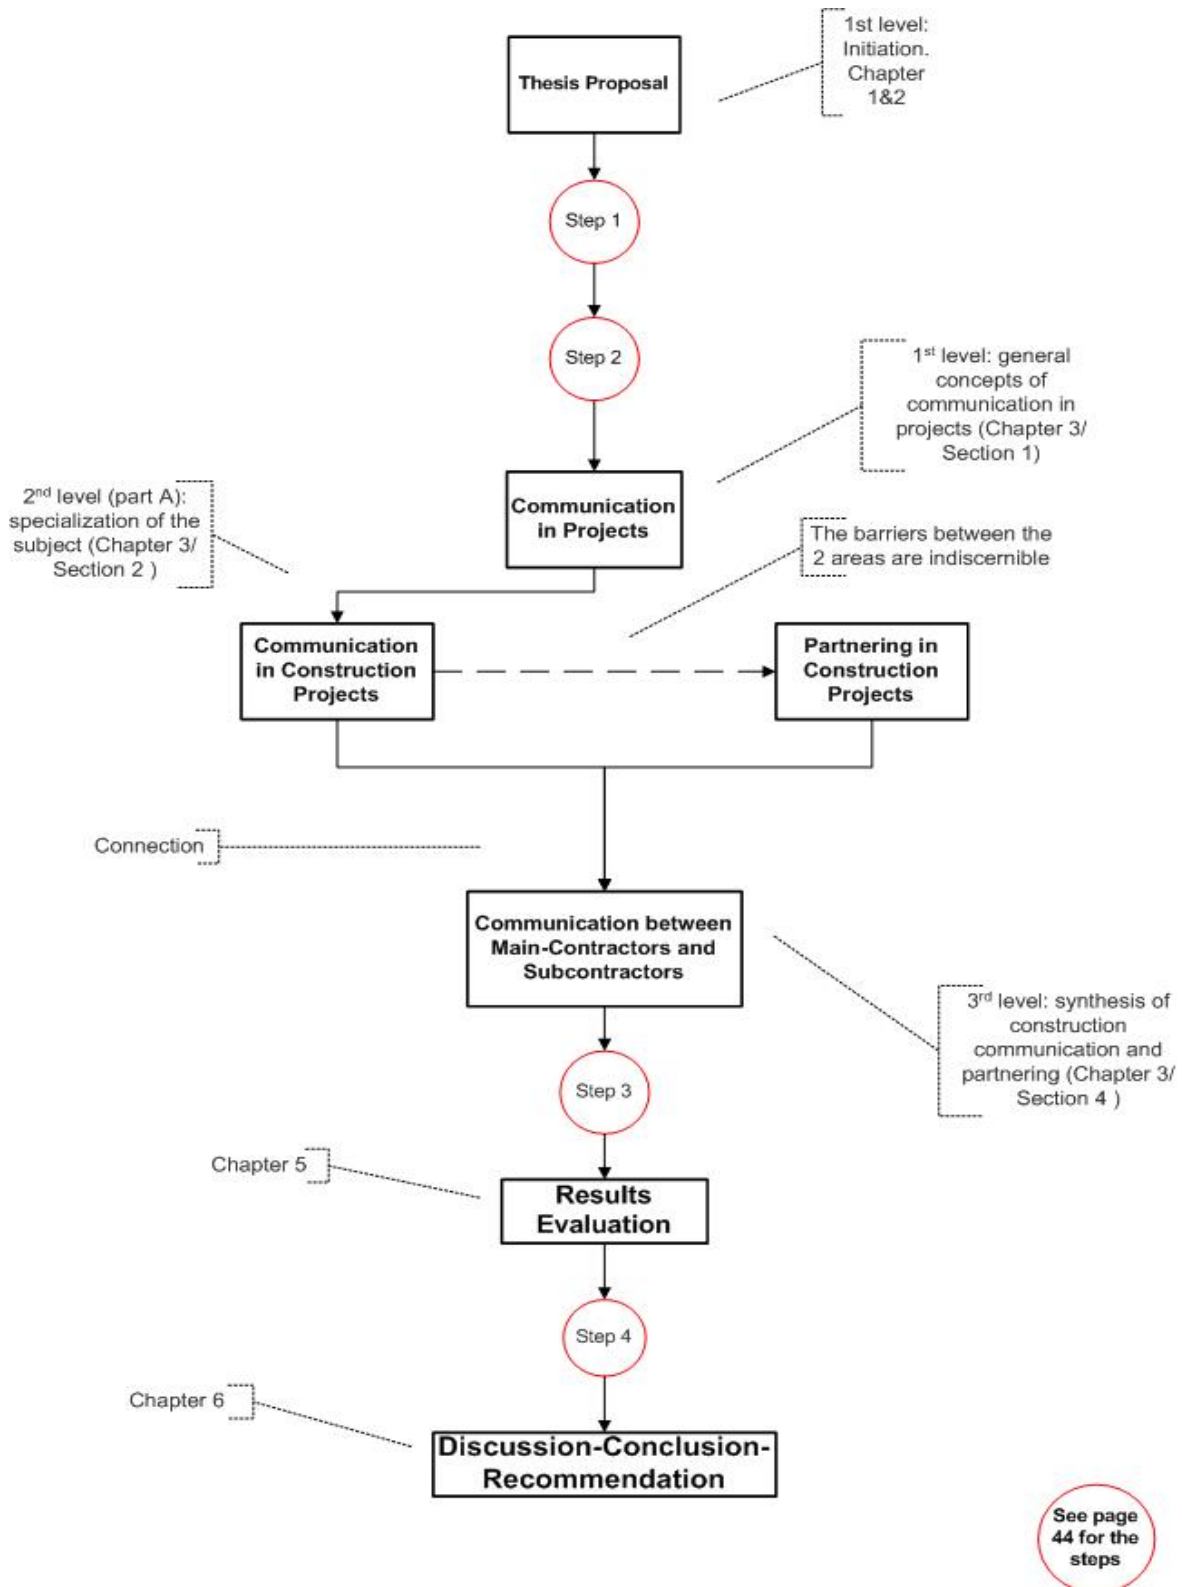 1st level:
Initiation.
Chapter
1&2
Thesis Proposal
Step 1
Step 2
1st level: general
concepts of
communication in
projects (Chapter 3/
Section 1)
Communication
in Projects
2nd level (part A):
specialization of the
subject (Chapter 3/
Section 2 )
The barriers between the
2 areas are indiscernible
Communication
in Construction
Projects
Partnering in
Construction
Projects
Connection
Communication between
Main-Contractors and
Subcontractors
3rd level: synthesis of
construction
communication and
partnering (Chapter 3/
Section 4 )
Step 3
Chapter 5
Results
Evaluation
Step 4
Chapter 6
Discussion-Conclusion-
Recommendation
See page
44 for the
steps